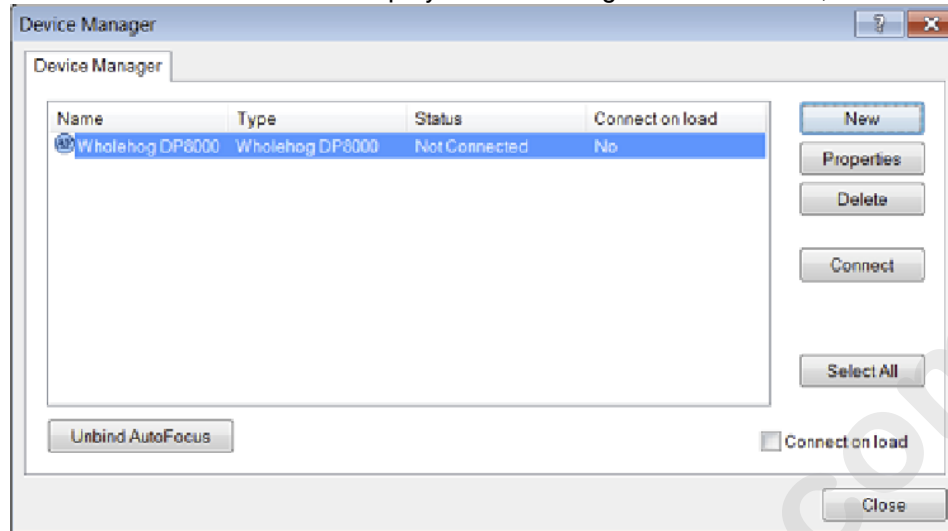 Device Manager
Device Manager
Name Type Status Connect on load
Wholehog DP8000 Wholehog DP8000 Not Connected No
New
Properties
Delete
Connect
Select All
Unbind AutoFocus
Connect on load
Close